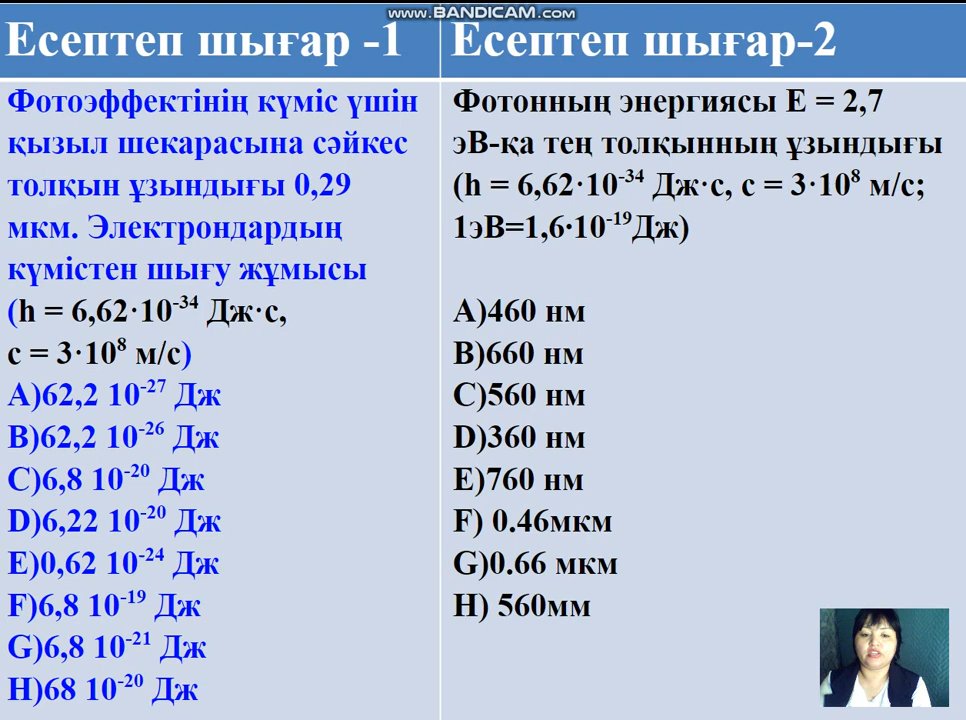 www.BANDICAM.com
Есептеп шығар -1
Фотоэффектінің күміс үшін
қызыл шекарасына сәйкес
толқын ұзындығы 0,29
мкм. Электрондардың
күмістен шығу жұмысы
(h = 6,62·10⁻³⁴ Дж·с,
с = 3·10⁸ м/с)
A)62,2 10⁻²⁷ Дж
B)62,2 10⁻²⁶ Дж
C)6,8 10⁻²⁰ Дж
D)6,22 10⁻²⁰ Дж
E)0,62 10⁻²⁴ Дж
F)6,8 10⁻¹⁹ Дж
G)6,8 10⁻²¹ Дж
H)68 10⁻²⁰ Дж
Есептеп шығар-2
Фотонның энергиясы Е = 2,7
эВ-қа тең толқынның ұзындығы
(h = 6,62·10⁻³⁴ Дж·с, с = 3·10⁸ м/с;
1эВ=1,6·10⁻¹⁹Дж)
A)460 нм
B)660 нм
C)560 нм
D)360 нм
E)760 нм
F) 0.46мкм
G)0.66 мкм
H) 560мм